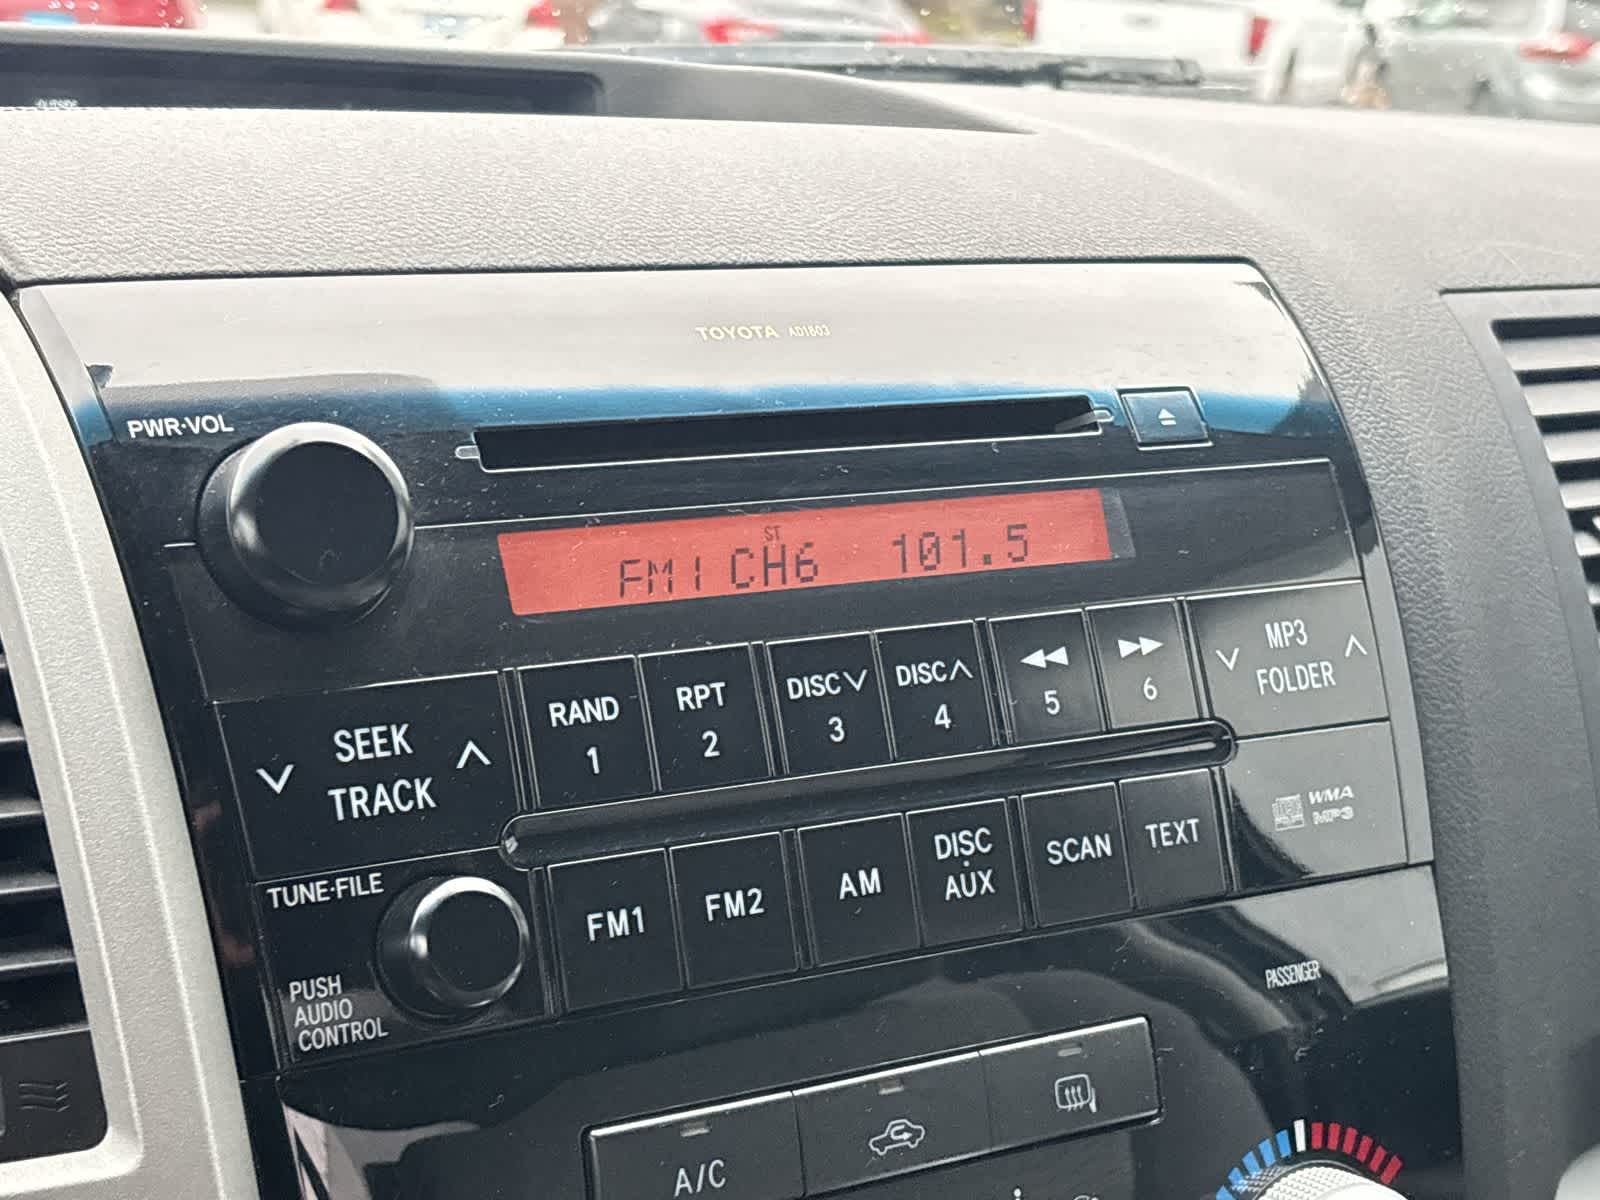 OUTSIDE
TOYOTA AD1803
PWR·VOL
ST
FM1 CH6 101.5
SEEK
TRACK
RAND
1
RPT
2
DISC
3
DISC
4
5
6
MP3
FOLDER
WMA
MP3
TUNE·FILE
PUSH
AUDIO
CONTROL
FM1
FM2
AM
DISC
AUX
SCAN
TEXT
PASSENGER
A/C